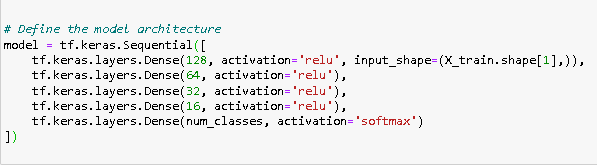 # Define the model architecture
model = tf.keras.Sequential([
    tf.keras.layers.Dense(128, activation='relu', input_shape=(X_train.shape[1],)),
    tf.keras.layers.Dense(64, activation='relu'),
    tf.keras.layers.Dense(32, activation='relu'),
    tf.keras.layers.Dense(16, activation='relu'),
    tf.keras.layers.Dense(num_classes, activation='softmax')
])